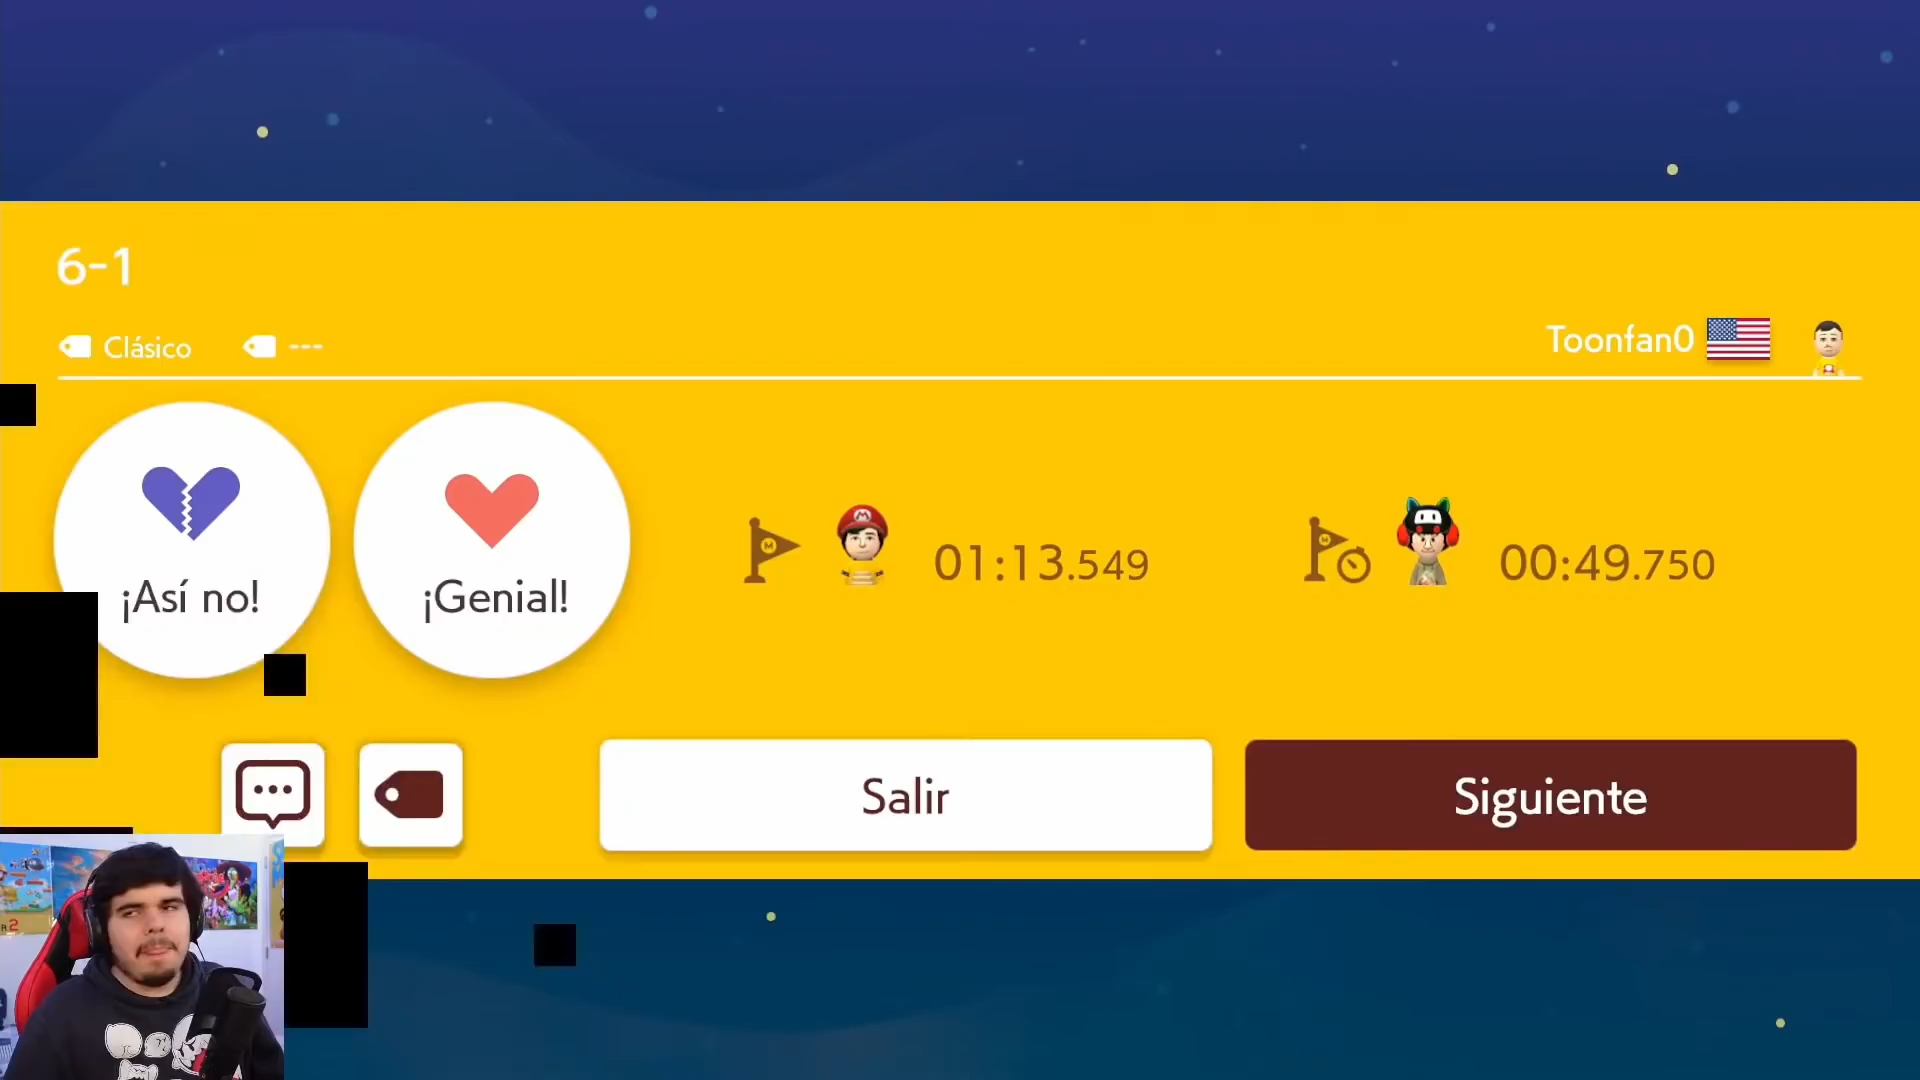 6-1
Clásico
---
Toonfan0
¡Así no!
¡Genial!
01:13.549
00:49.750
Salir
Siguiente